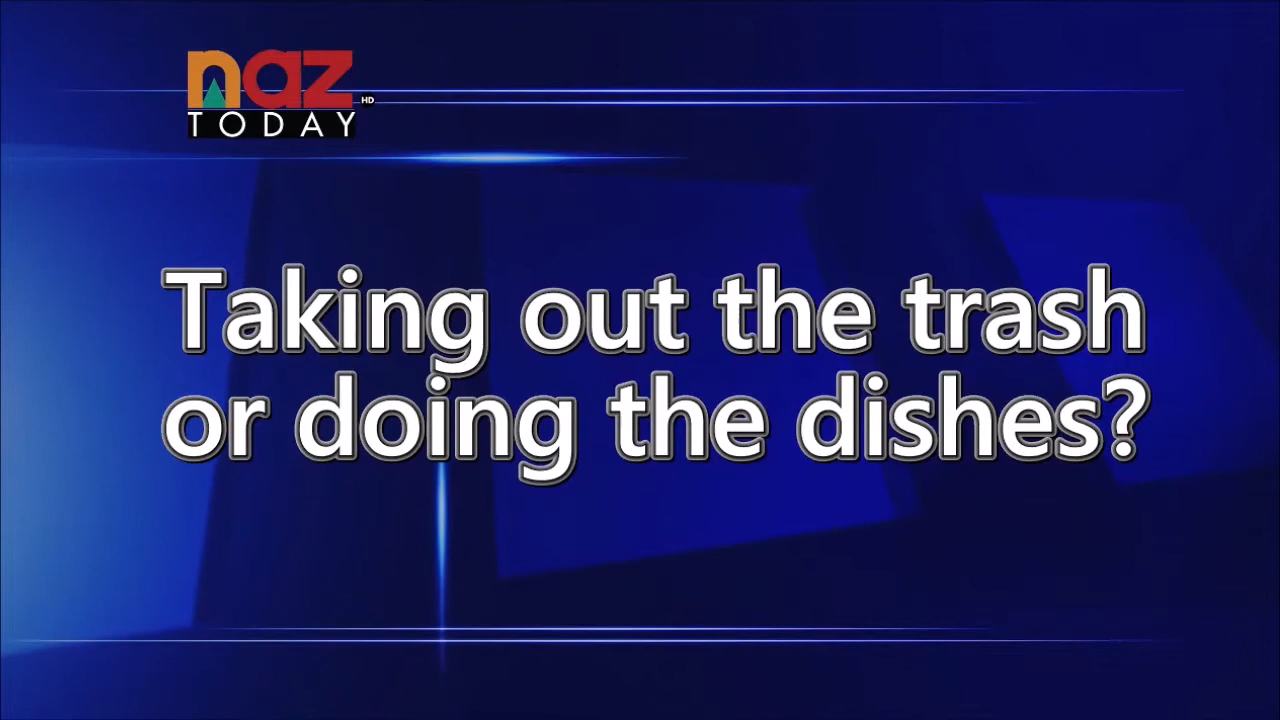 naz
HD
TODAY
Taking out the trash
or doing the dishes?